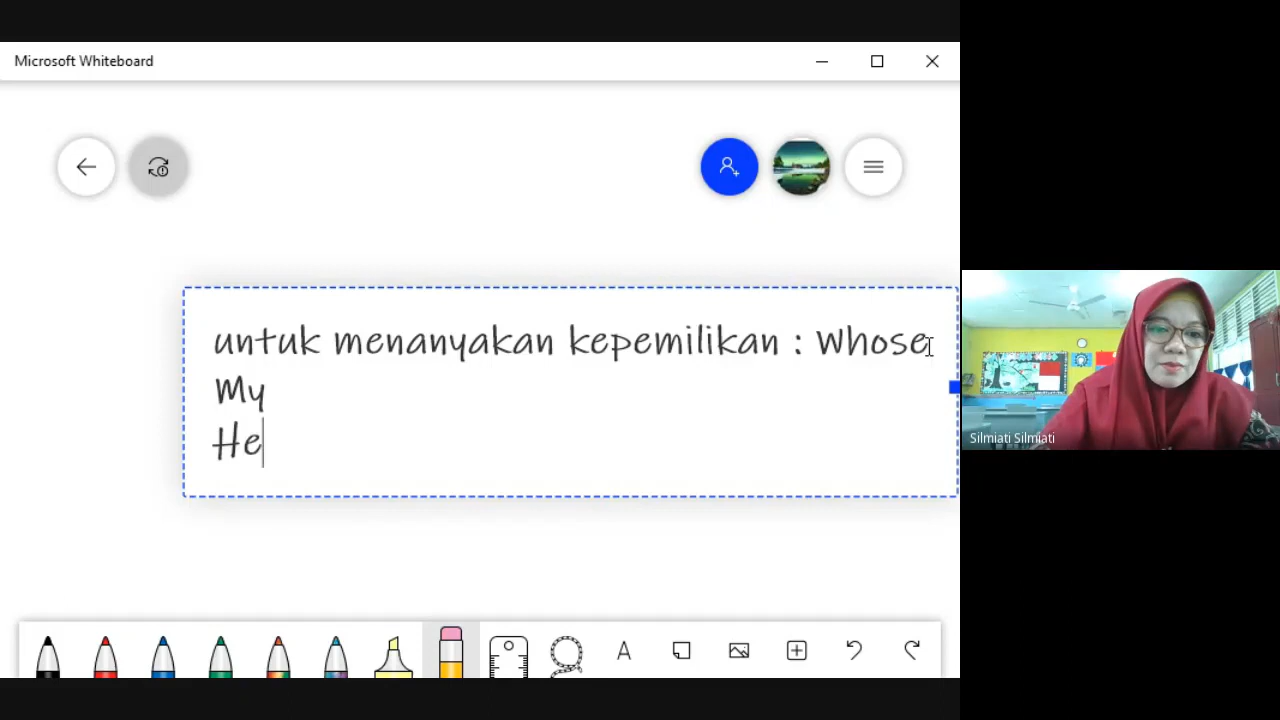 Microsoft Whiteboard
untuk menanyakan kepemilikan : Whose
My
He
Silmiati Silmiati
A